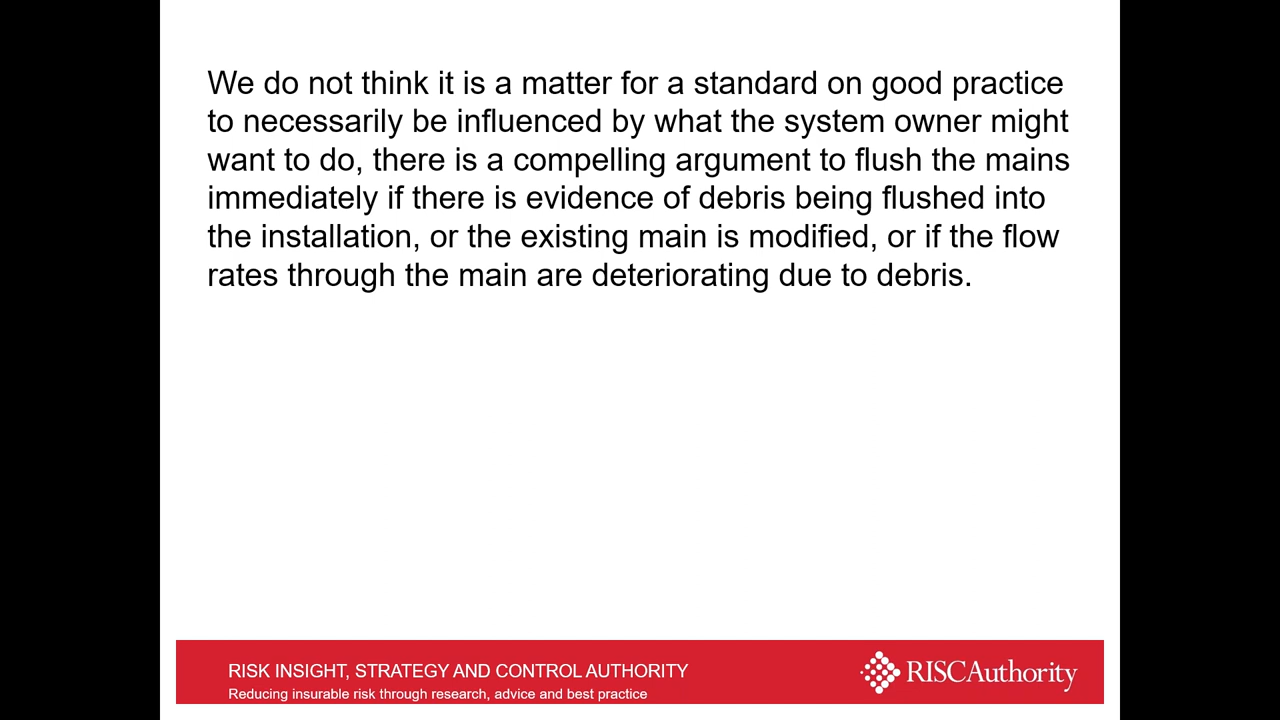 We do not think it is a matter for a standard on good practice
to necessarily be influenced by what the system owner might
want to do, there is a compelling argument to flush the mains
immediately if there is evidence of debris being flushed into
the installation, or the existing main is modified, or if the flow
rates through the main are deteriorating due to debris.
RISK INSIGHT, STRATEGY AND CONTROL AUTHORITY
Reducing insurable risk through research, advice and best practice
RISCAuthority